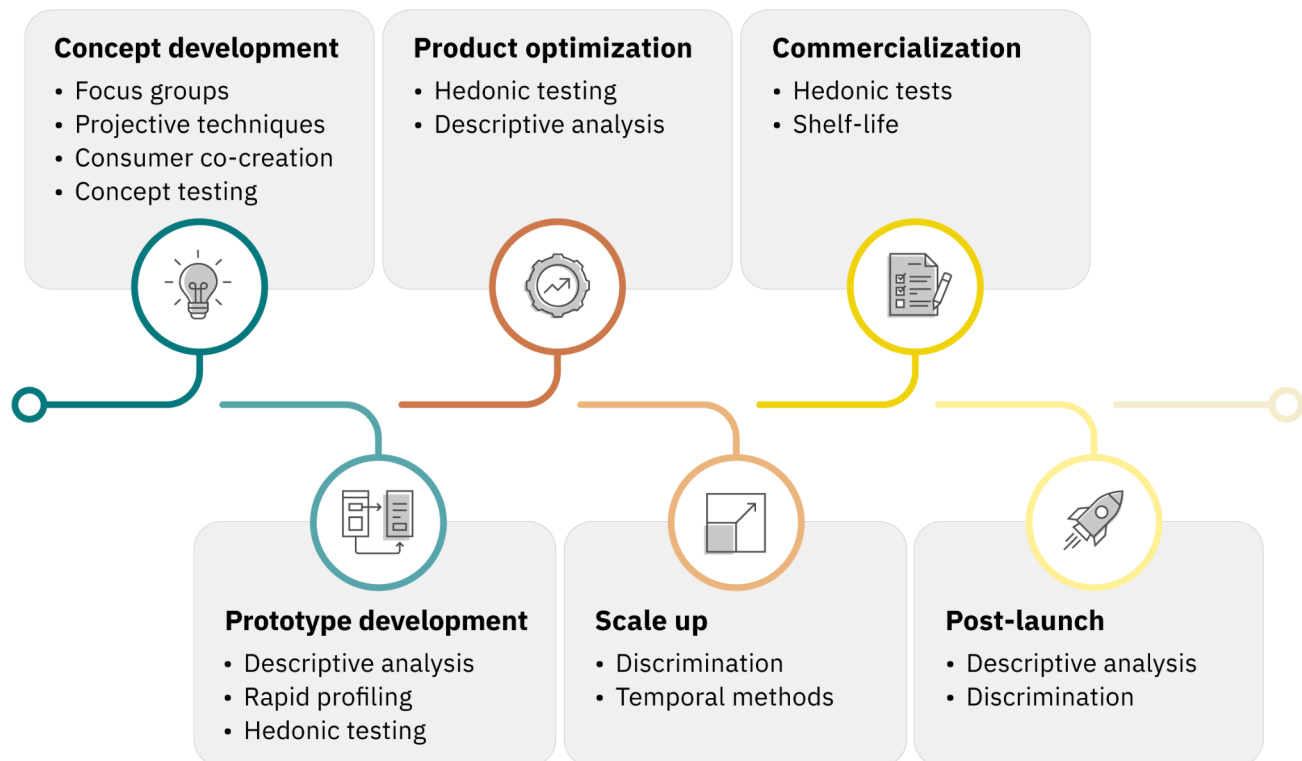 Concept development
• Focus groups
• Projective techniques
• Consumer co-creation
• Concept testing
Product optimization
• Hedonic testing
• Descriptive analysis
Commercialization
• Hedonic tests
• Shelf-life
Prototype development
• Descriptive analysis
• Rapid profiling
• Hedonic testing
Scale up
• Discrimination
• Temporal methods
Post-launch
• Descriptive analysis
• Discrimination